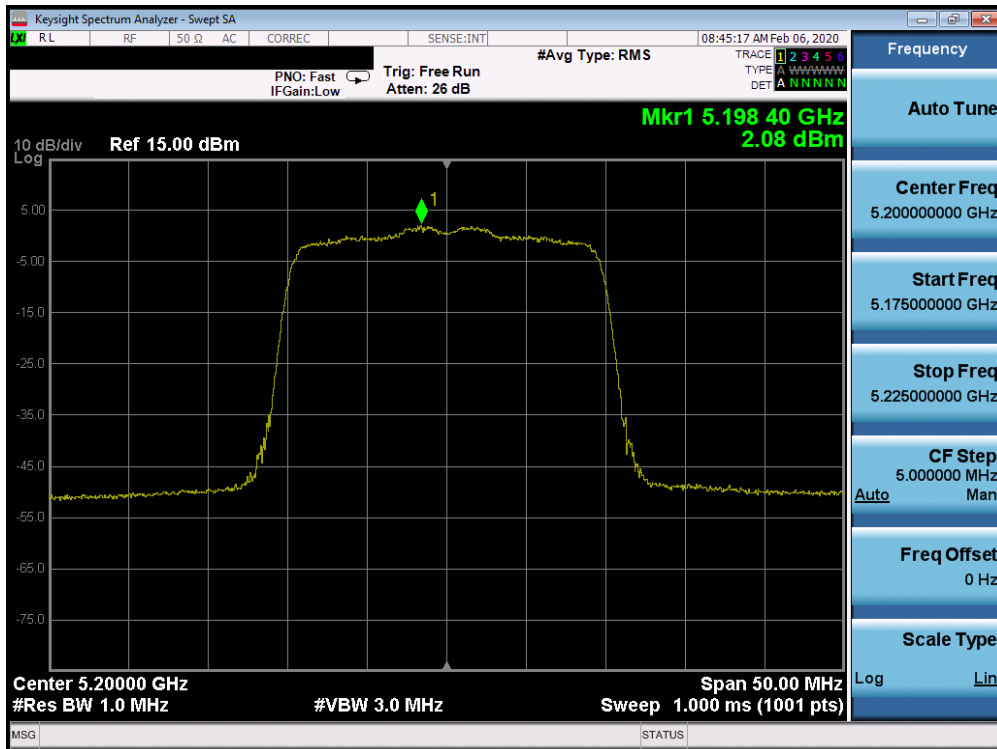 Keysight Spectrum Analyzer - Swept SA
LXI RL RF 50 Ω AC CORREC SENSE:INT 08:45:17 AM Feb 06, 2020
#Avg Type: RMS TRACE 1 2 3 4 5 6
PNO: Fast Trig: Free Run TYPE A WWWWW
IFGain:Low Atten: 26 dB DET A N N N N N
Mkr1 5.198 40 GHz
2.08 dBm
10 dB/div Ref 15.00 dBm
Log
1
5.00
-5.00
-15.0
-25.0
-35.0
-45.0
-55.0
-65.0
-75.0
Center 5.20000 GHz Span 50.00 MHz
#Res BW 1.0 MHz #VBW 3.0 MHz Sweep 1.000 ms (1001 pts)
MSG STATUS
Frequency
Auto Tune
Center Freq
5.200000000 GHz
Start Freq
5.175000000 GHz
Stop Freq
5.225000000 GHz
CF Step
5.000000 MHz
Auto Man
Freq Offset
0 Hz
Scale Type
Log Lin